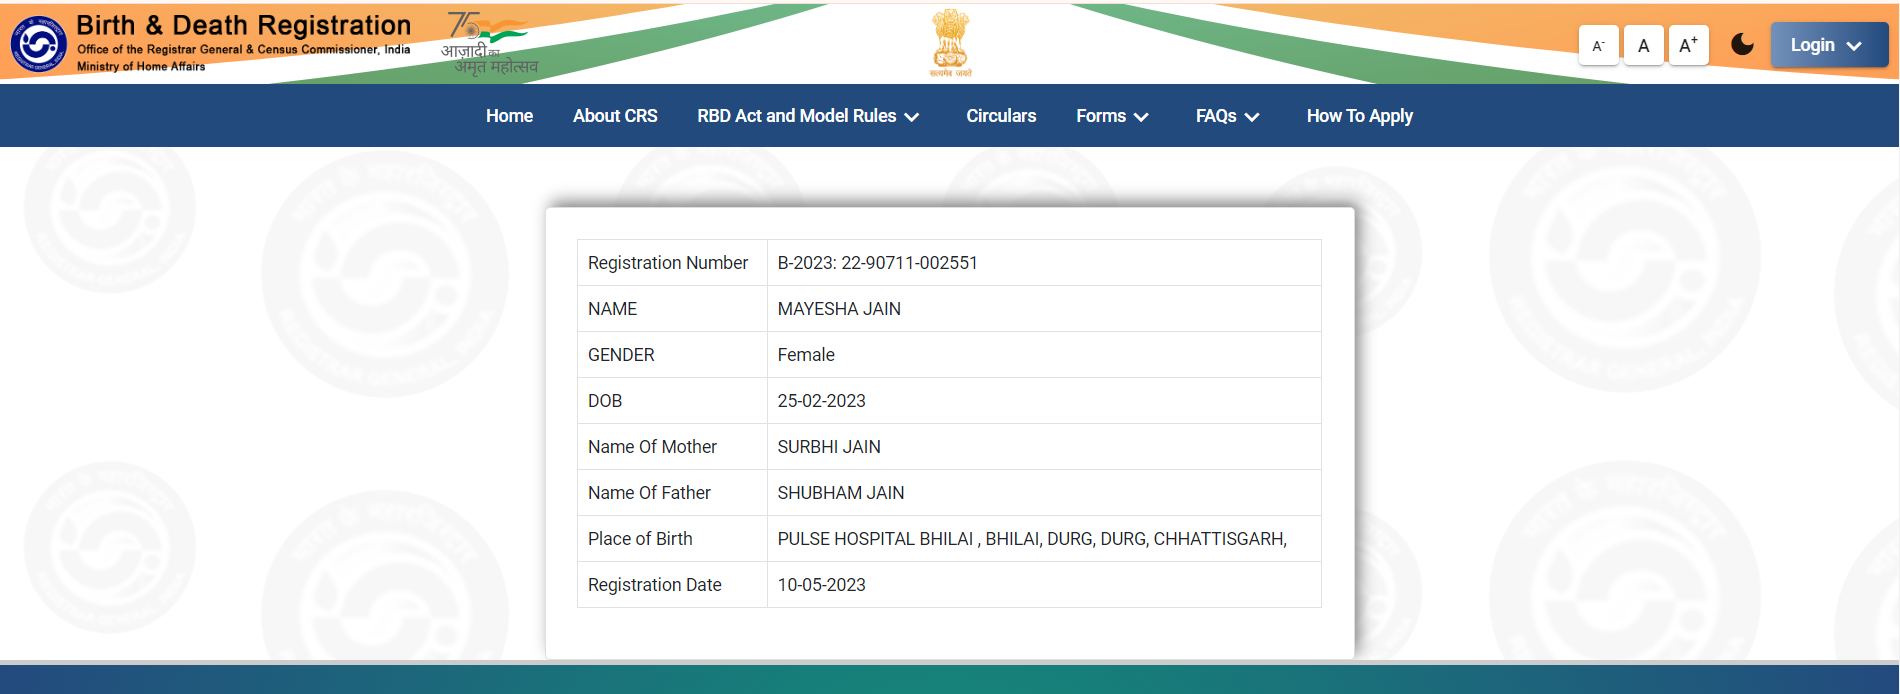 Birth & Death Registration
Office of the Registrar General & Census Commissioner, India
Ministry of Home Affairs
75
आज़ादी का
अमृत महोत्सव
सत्यमेव जयते
A-
A
A+
Login
Home
About CRS
RBD Act and Model Rules
Circulars
Forms
FAQs
How To Apply
Registration Number B-2023: 22-90711-002551
NAME MAYESHA JAIN
GENDER Female
DOB 25-02-2023
Name Of Mother SURBHI JAIN
Name Of Father SHUBHAM JAIN
Place of Birth PULSE HOSPITAL BHILAI , BHILAI, DURG, DURG, CHHATTISGARH,
Registration Date 10-05-2023